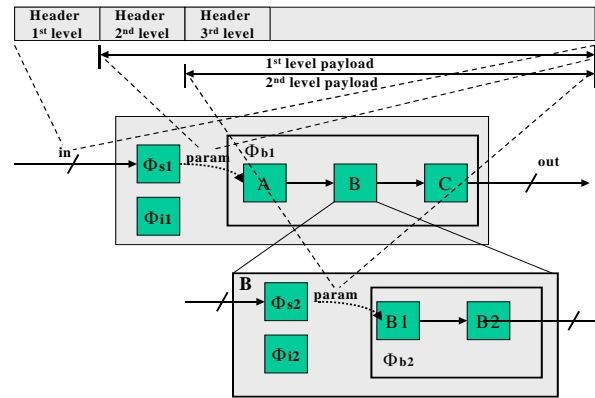 Header Header Header
1st level 2nd level 3rd level
1st level payload
2nd level payload
in
Φs1
param
Φb1
A
B
C
out
Φi1
B
Φs2
param
B1
B2
Φi2
Φb2